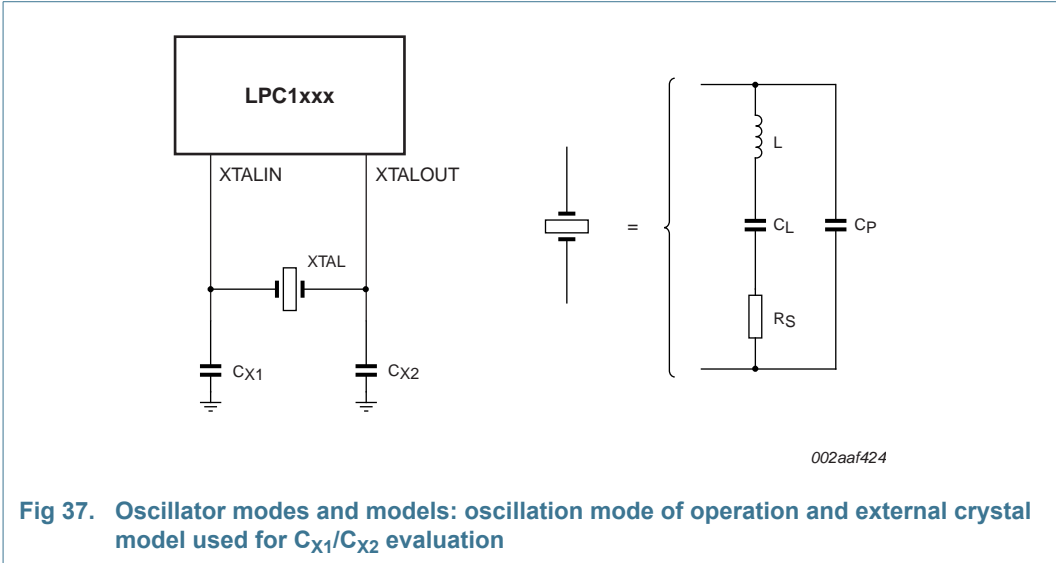 LPC1xxx
XTALIN XTALOUT
XTAL
CX1 CX2
=
L
CL CP
RS
002aaf424
Fig 37. Oscillator modes and models: oscillation mode of operation and external crystal
model used for CX1/CX2 evaluation